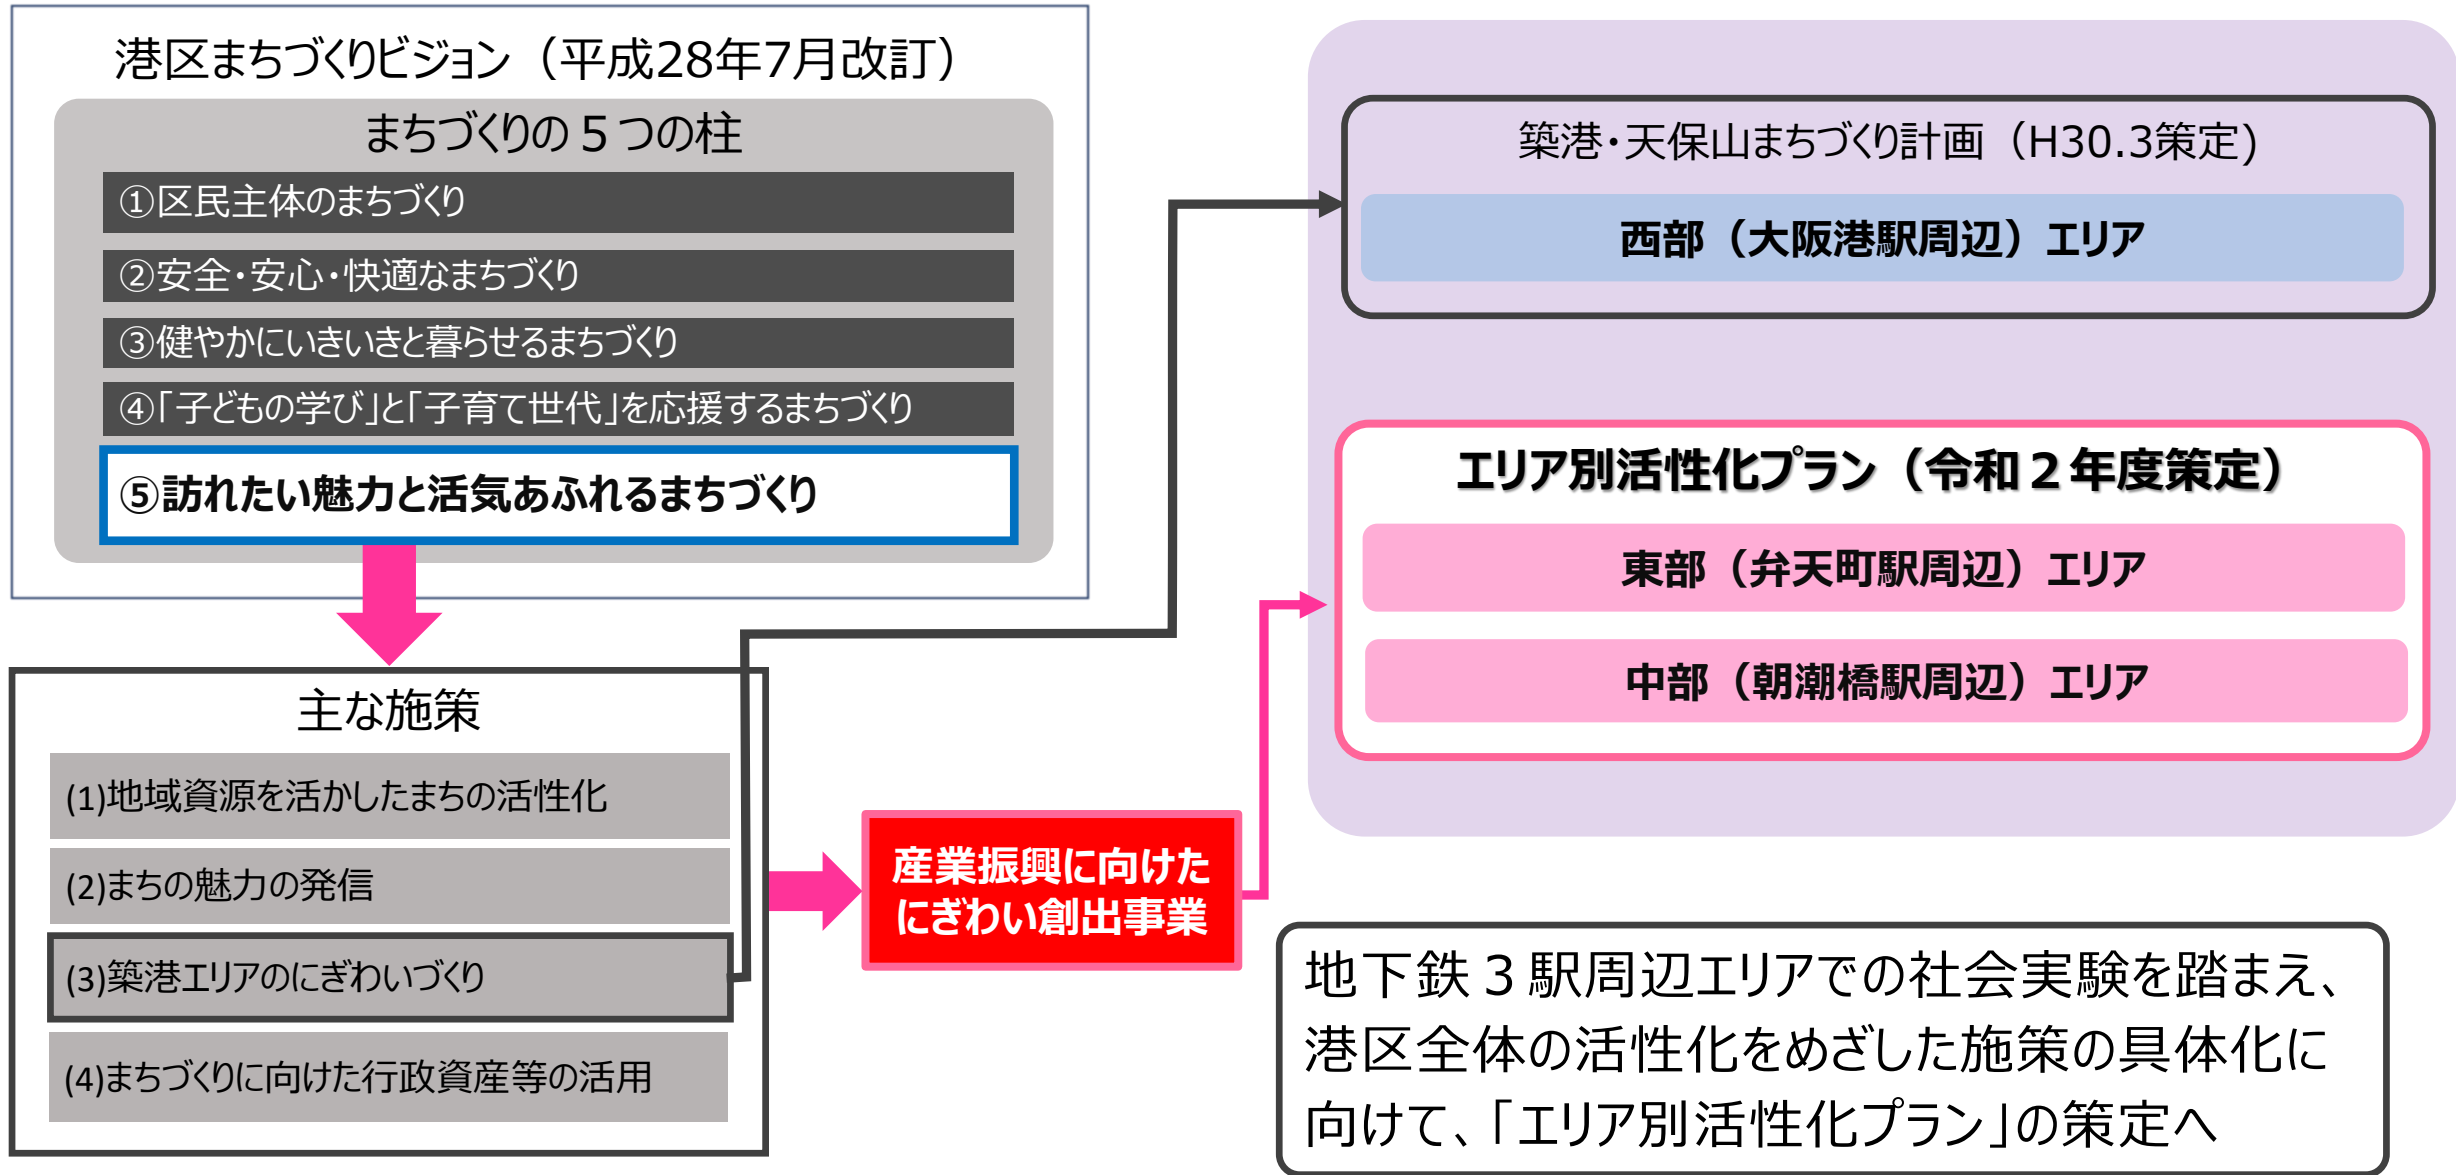 港区まちづくりビジョン（平成28年7月改訂）
まちづくりの５つの柱
①区民主体のまちづくり
②安全・安心・快適なまちづくり
③健やかにいきいきと暮らせるまちづくり
④「子どもの学び」と「子育て世代」を応援するまちづくり
⑤訪れたい魅力と活気あふれるまちづくり
主な施策
(1)地域資源を活かしたまちの活性化
(2)まちの魅力の発信
(3)築港エリアのにぎわいづくり
(4)まちづくりに向けた行政資産等の活用
産業振興に向けた
にぎわい創出事業
築港・天保山まちづくり計画（H30.3策定)
西部（大阪港駅周辺）エリア
エリア別活性化プラン（令和２年度策定）
東部（弁天町駅周辺）エリア
中部（朝潮橋駅周辺）エリア
地下鉄３駅周辺エリアでの社会実験を踏まえ、
港区全体の活性化をめざした施策の具体化に
向けて、「エリア別活性化プラン」の策定へ